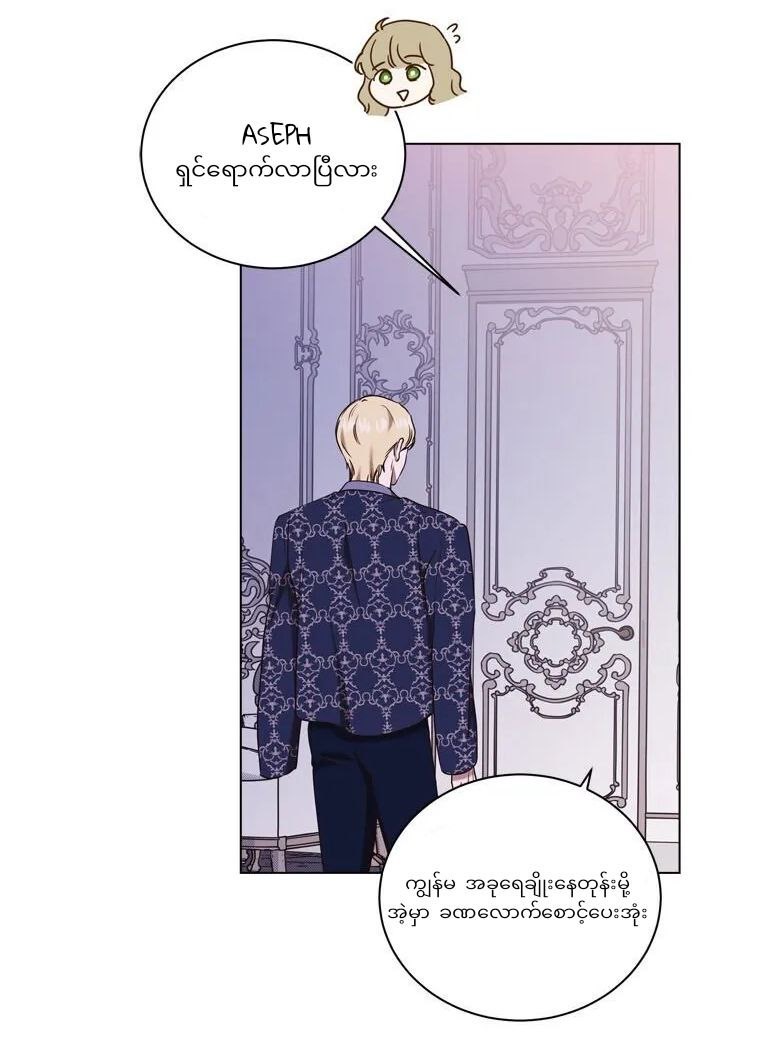 ASEPH
ရှင်ရောက်လာပြီလား
ကျွန်မ အခုရေချိုးနေတုန်းမို့
အဲ့မှာ ခဏလောက်စောင့်ပေးအုံး